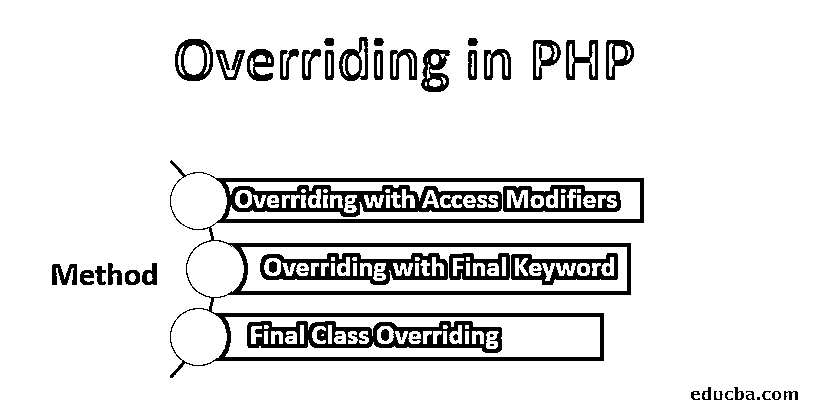 Overriding in PHP
Overriding with Access Modifiers
Method
Overriding with Final Keyword
Final Class Overriding
educba.com